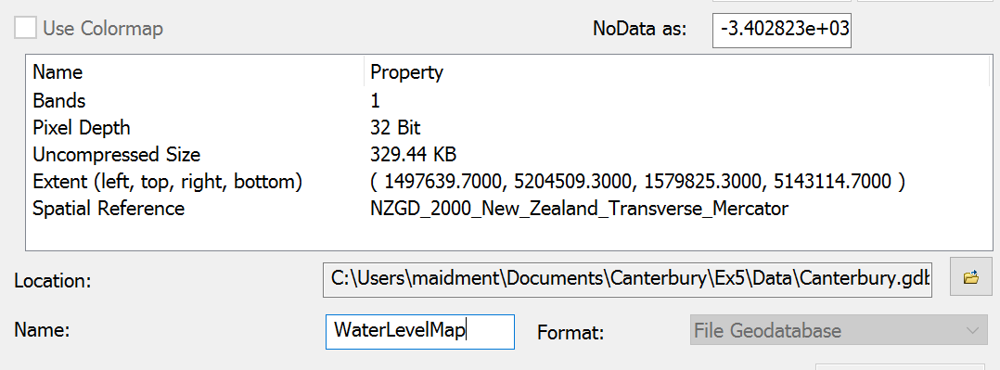 Use Colormap NoData as: -3.402823e+03
Name Property
Bands 1
Pixel Depth 32 Bit
Uncompressed Size 329.44 KB
Extent (left, top, right, bottom) ( 1497639.7000, 5204509.3000, 1579825.3000, 5143114.7000 )
Spatial Reference NZGD_2000_New_Zealand_Transverse_Mercator
Location: C:\Users\maidment\Documents\Canterbury\Ex5\Data\Canterbury.gdb
Name: WaterLevelMap Format: File Geodatabase